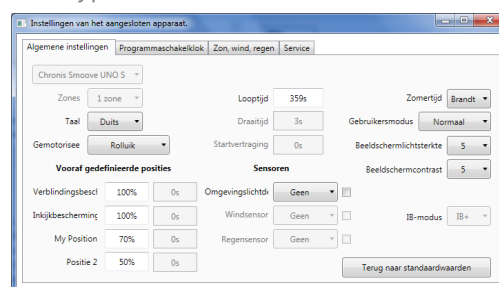 Instellingen van het aangesloten apparaat.
Algemene instellingen Programmaschakelklok Zon, wind, regen Service
Chronis Smoove UNO S
Zones 1 zone Looptijd 359s Zomertijd Brandt
Taal Duits Draaitijd 3s Gebruikersmodus Normaal
Gemotorisee Rolluik Startvertraging 0s Beeldschermlichtsterkte 5
Vooraf gedefinieerde posities Sensoren Beeldschermcontrast 5
Verblindingsbescl 100% 0s Omgevingslichtd Geen
Inkijkbescherming 100% 0s Windsensor Geen IB-modus IB+
My Position 70% 0s Regensensor Geen
Positie 2 50% 0s Terug naar standaardwaarden